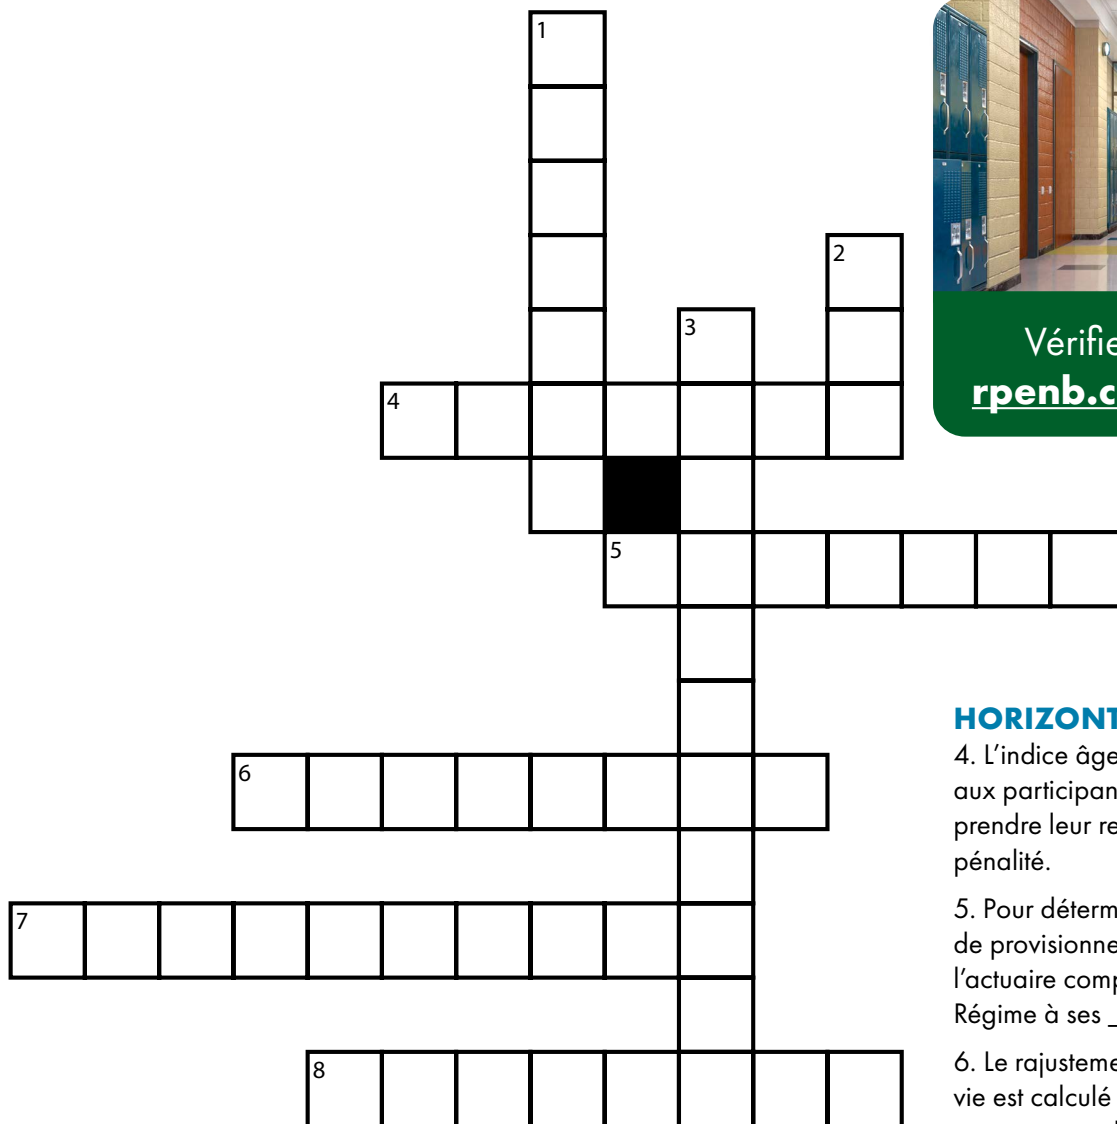 1
2
3
Vérifie
rpenb.c
4
5
6
7
8
HORIZONT
4. L’indice âge
aux participan
prendre leur re
pénalité.
5. Pour déterm
de provisionne
l’actuaire comp
Régime à ses _
6. Le rajusteme
vie est calculé